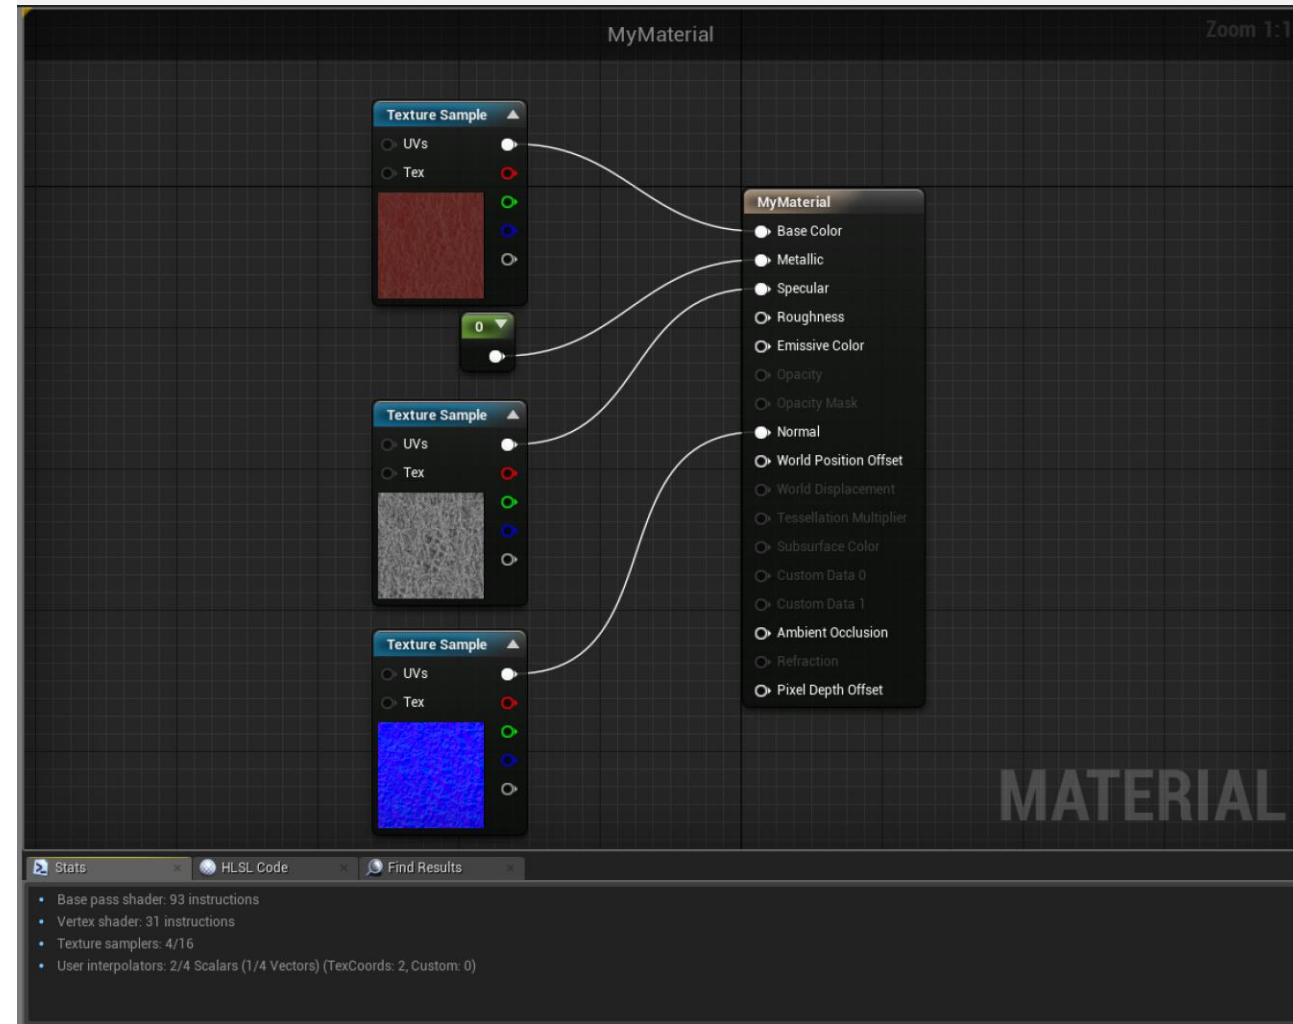 MyMaterial
Zoom 1:1
Texture Sample
UVs
Tex
0
Texture Sample
UVs
Tex
Texture Sample
UVs
Tex
MyMaterial
Base Color
Metallic
Specular
Roughness
Emissive Color
Opacity
Opacity Mask
Normal
World Position Offset
World Displacement
Tessellation Multiplier
Subsurface Color
Custom Data 0
Custom Data 1
Ambient Occlusion
Refraction
Pixel Depth Offset
MATERIAL
Stats HLSL Code Find Results
Base pass shader: 93 instructions
Vertex shader: 31 instructions
Texture samplers: 4/16
User interpolators: 2/4 Scalars (1/4 Vectors) (TexCoords: 2, Custom: 0)